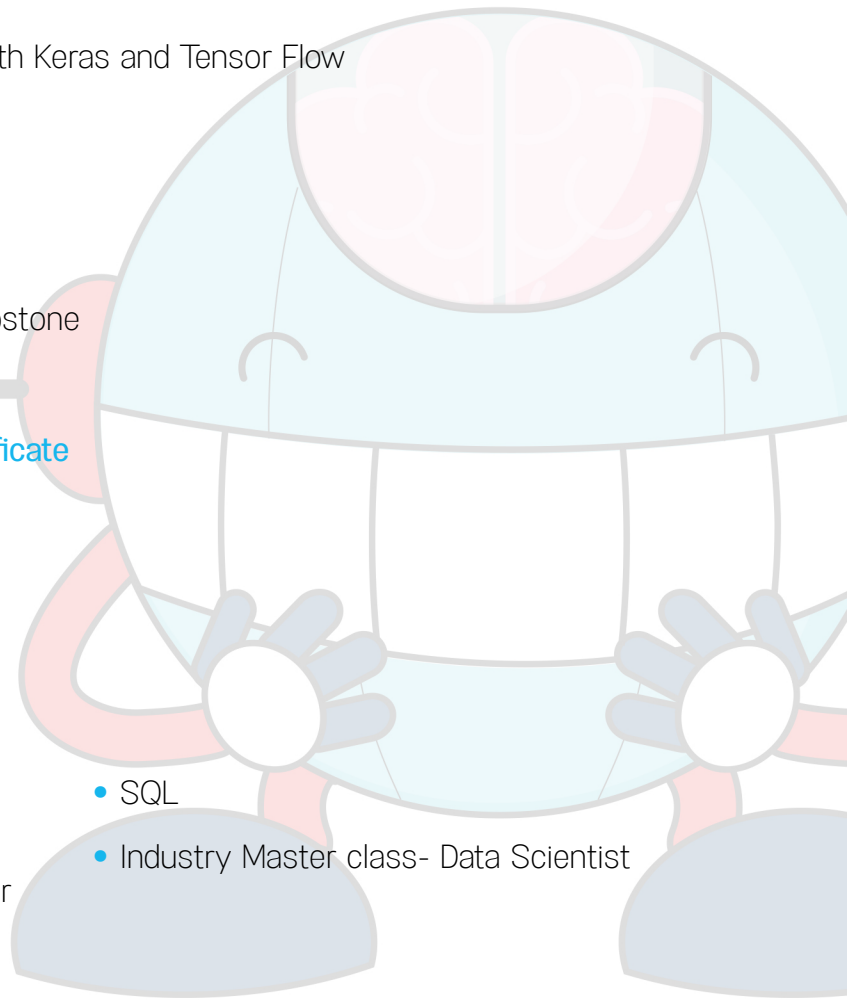 th Keras and Tensor Flow
ostone
ficate
• SQL
• Industry Master class- Data Scientist
r